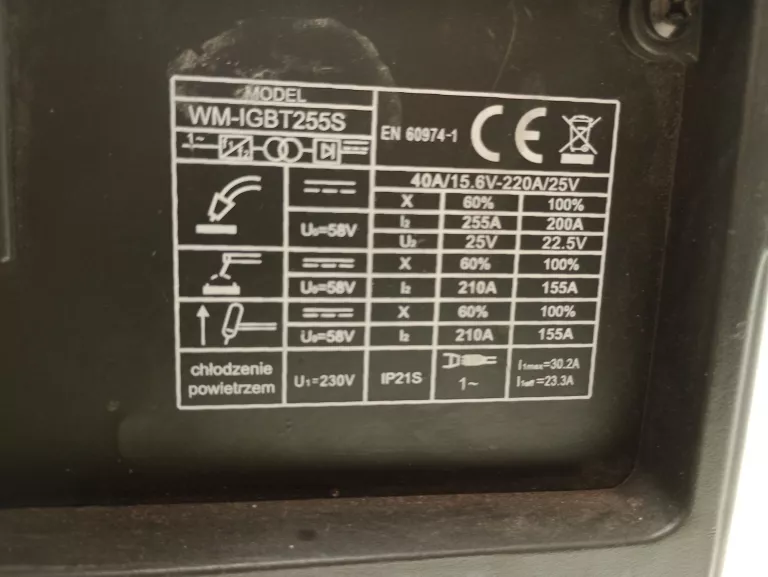 MODEL
WM-IGBT255S
EN 60974-1
CE
1~ f1 f2
40A/15.6V-220A/25V
X 60% 100%
U₀=58V I₂ 255A 200A
U₂ 25V 22.5V
X 60% 100%
U₀=58V I₂ 210A 155A
X 60% 100%
U₀=58V I₂ 210A 155A
chłodzenie
powietrzem
U₁=230V IP21S 1~
I₁max=30.2A
I₁eff=23.3A